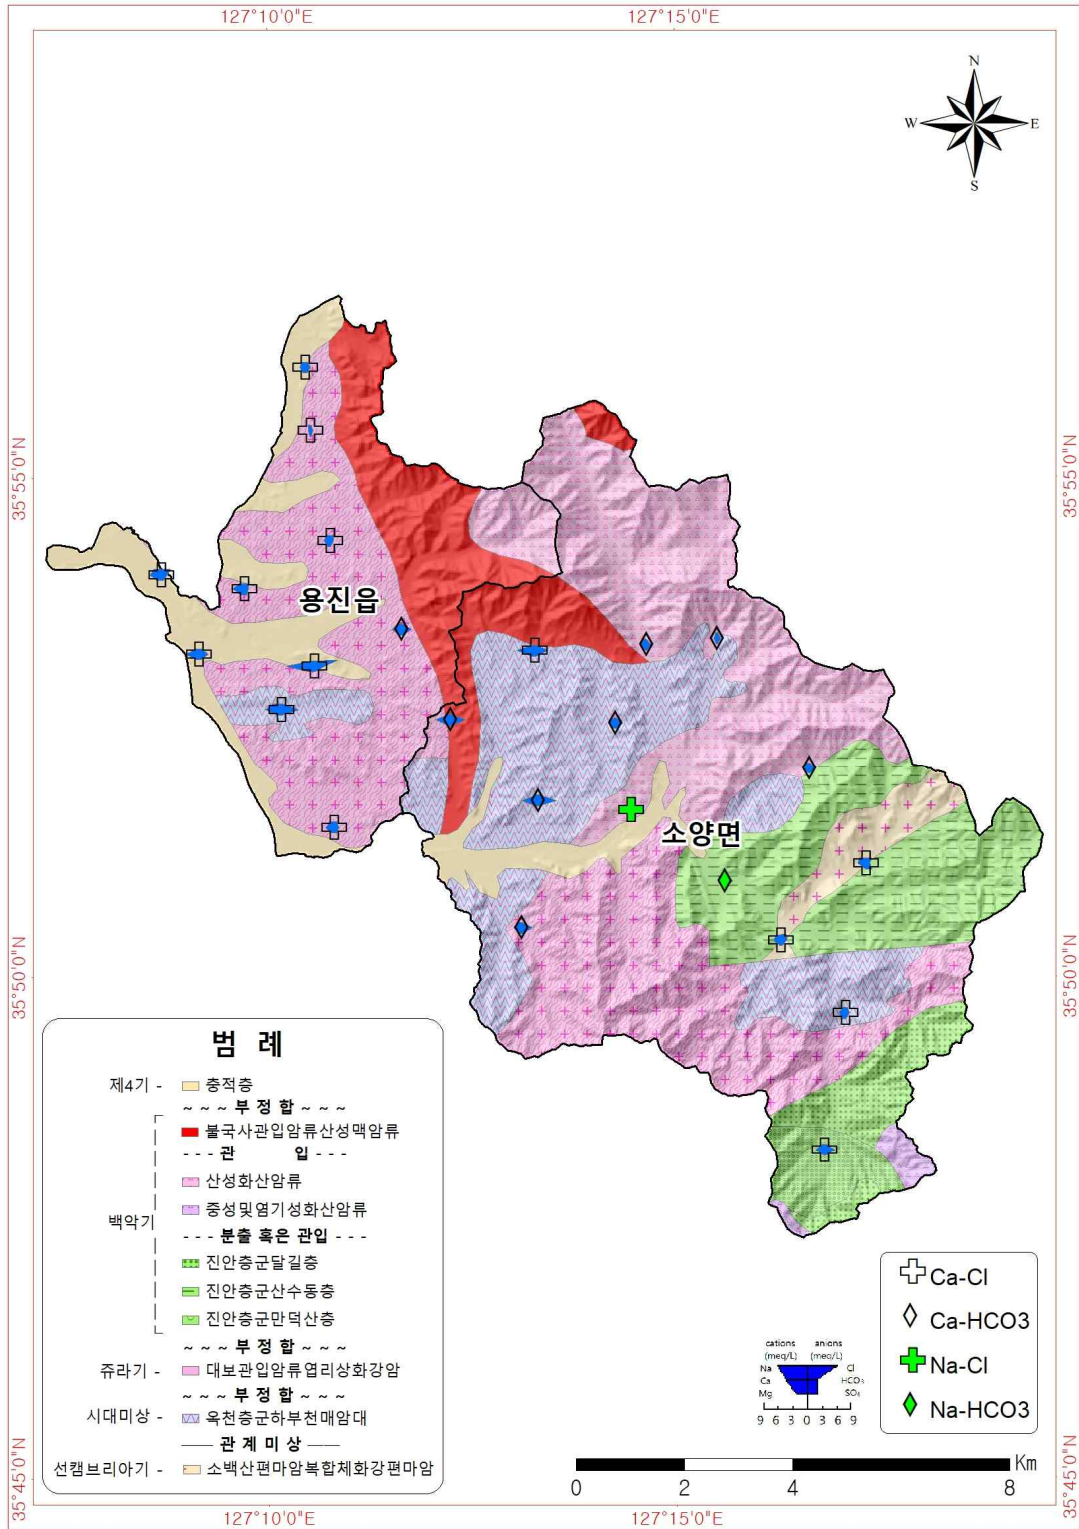 127°10'0"E 127°15'0"E
N
W E
S
35°55'0"N 35°55'0"N
용진읍
소양면
35°50'0"N 35°50'0"N
범 례
제4기 - 충적층
~ ~ ~ 부 정 합 ~ ~ ~
불국사관입암류산성맥암류
- - - 관 입 - - -
산성화산암류
백악기 중성및염기성화산암류
- - - 분출 혹은 관입 - - -
진안층군달길층
진안층군산수동층
진안층군만덕산층
~ ~ ~ 부 정 합 ~ ~ ~
쥬라기 - 대보관입암류엽리상화강암
~ ~ ~ 부 정 합 ~ ~ ~
시대미상 - 옥천층군하부천매암대
—— 관 계 미 상 ——
선캠브리아기 - 소백산편마암복합체화강편마암
Ca-Cl
Ca-HCO3
Na-Cl
Na-HCO3
cations anions
(meq/L) (meq/L)
Na Cl
Ca HCO3
Mg SO4
9 6 3 0 3 6 9
Km
0 2 4 8
35°45'0"N 35°45'0"N
127°10'0"E 127°15'0"E